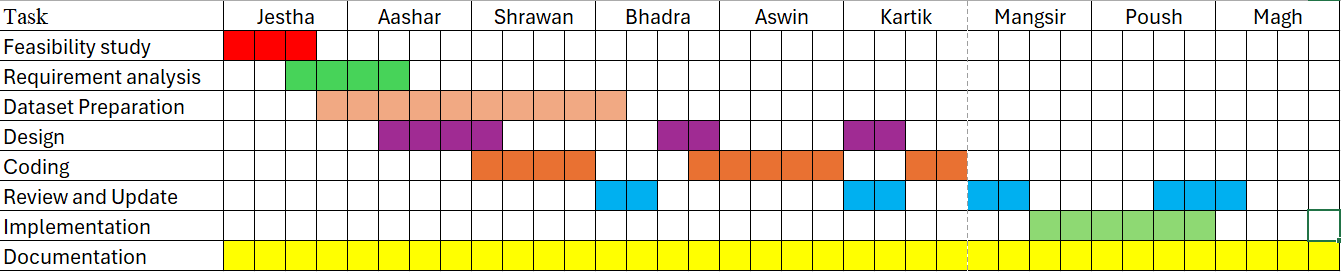 Task Jestha Aashar Shrawan Bhadra Aswin Kartik Mangsir Poush Magh
Feasibility study
Requirement analysis
Dataset Preparation
Design
Coding
Review and Update
Implementation
Documentation